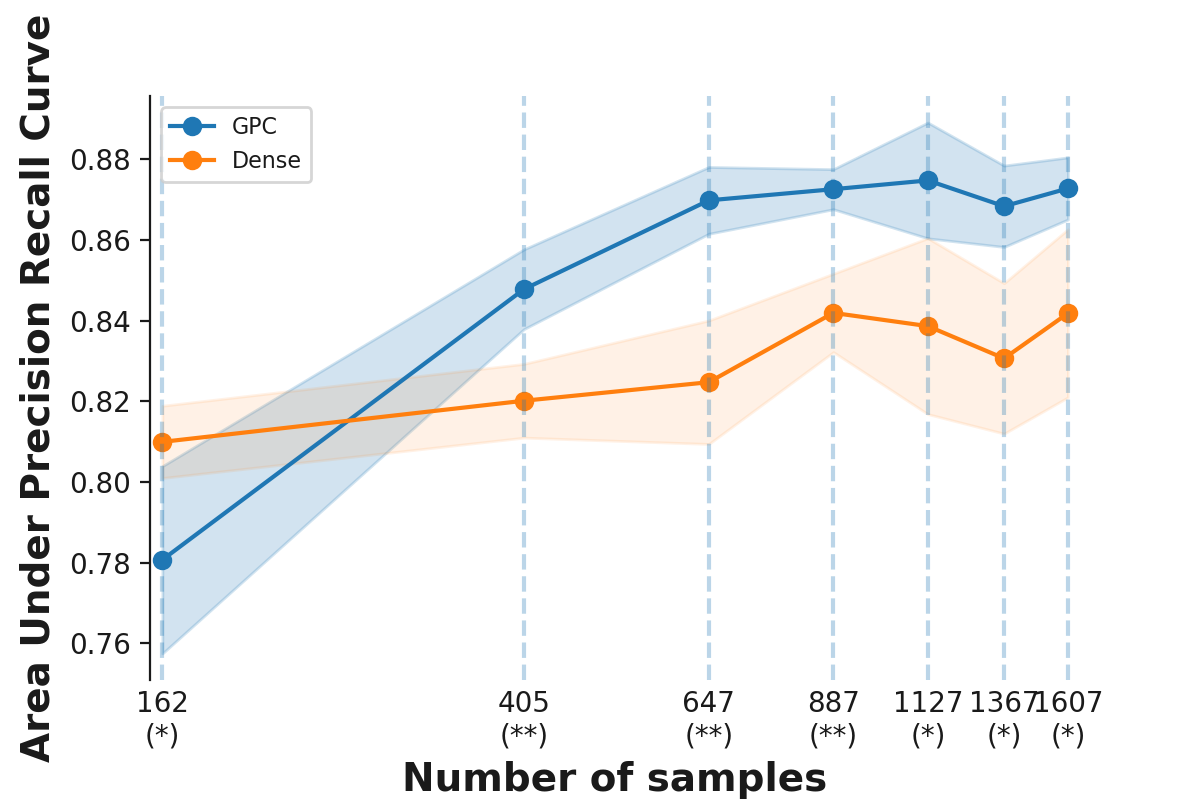 Area Under Precision Recall Curve
GPC
Dense
0.88
0.86
0.84
0.82
0.80
0.78
0.76
162 405 647 887 1127 1367 1607
(*) (**) (**) (**) (*) (*) (*)
Number of samples